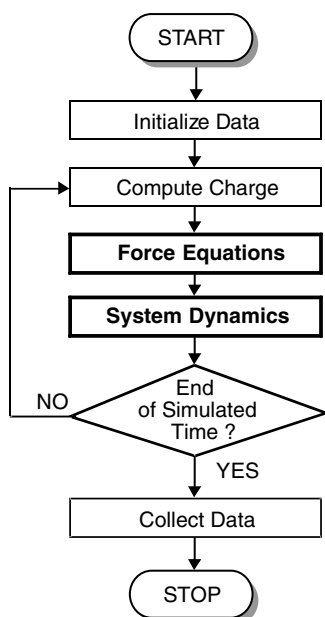 START
Initialize Data
Compute Charge
Force Equations
System Dynamics
End
of Simulated
Time ?
NO
YES
Collect Data
STOP